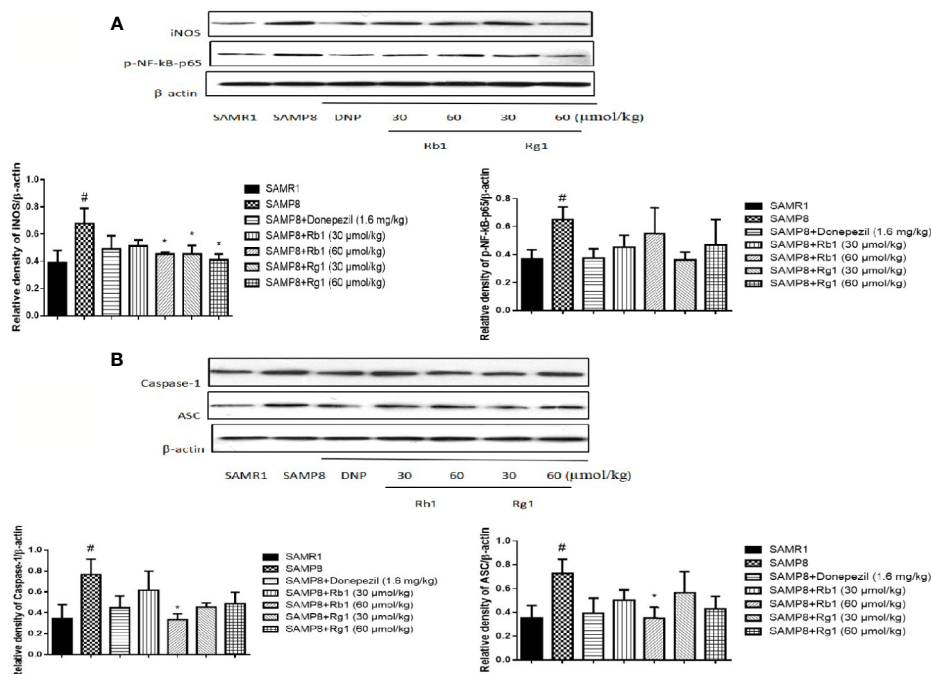 A
iNOS
p-NF-kB-p65
β actin
SAMR1 SAMP8 DNP 30 60 30 60 (μmol/kg)
Rb1 Rg1
Relative density of iNOS/β-actin
1.0
0.8
0.6
0.4
0.2
0.0
#
*
*
*
SAMR1
SAMP8
SAMP8+Donepezil (1.6 mg/kg)
SAMP8+Rb1 (30 μmol/kg)
SAMP8+Rb1 (60 μmol/kg)
SAMP8+Rg1 (30 μmol/kg)
SAMP8+Rg1 (60 μmol/kg)
Relative density of p-NF-kB-p65/β-actin
0.8
0.6
0.4
0.2
0.0
#
SAMR1
SAMP8
SAMP8+Donepezil (1.6 mg/kg)
SAMP8+Rb1 (30 μmol/kg)
SAMP8+Rb1 (60 μmol/kg)
SAMP8+Rg1 (30 μmol/kg)
SAMP8+Rg1 (60 μmol/kg)
B
Caspase-1
ASC
β-actin
SAMR1 SAMP8 DNP 30 60 30 60 (μmol/kg)
Rb1 Rg1
Relative density of Caspase-1/β-actin
1.0
0.8
0.6
0.4
0.2
0.0
#
*
SAMR1
SAMP8
SAMP8+Donepezil (1.6 mg/kg)
SAMP8+Rb1 (30 μmol/kg)
SAMP8+Rb1 (60 μmol/kg)
SAMP8+Rg1 (30 μmol/kg)
SAMP8+Rg1 (60 μmol/kg)
Relative density of ASC/β-actin
1.0
0.8
0.6
0.4
0.2
0.0
#
*
SAMR1
SAMP8
SAMP8+Donepezil (1.6 mg/kg)
SAMP8+Rb1 (30 μmol/kg)
SAMP8+Rb1 (60 μmol/kg)
SAMP8+Rg1 (30 μmol/kg)
SAMP8+Rg1 (60 μmol/kg)